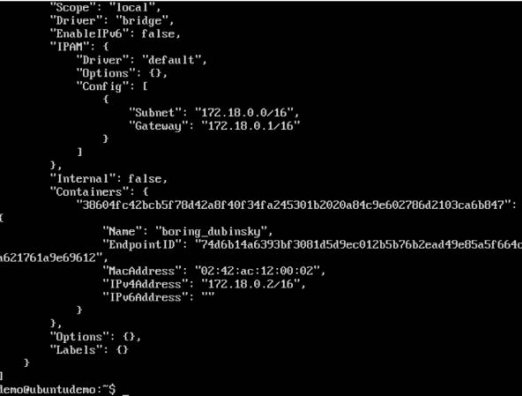 "Scope": "local",
"Driver": "bridge",
"EnableIPv6": false,
"IPAM": {
"Driver": "default",
"Options": {},
"Config": [
{
"Subnet": "172.18.0.0/16",
"Gateway": "172.18.0.1/16"
}
]
},
"Internal": false,
"Containers": {
"38604fc42bcb5f78d42a8f40f34fa245301b2020a84c9e602786d2103ca6b847":
{
"Name": "boring_dubinsky",
"EndpointID": "74d6b14a6393bf3081d5d9ec012b5b76b2ead49e85a5f664c
a621761a9e69612",
"MacAddress": "02:42:ac:12:00:02",
"IPv4Address": "172.18.0.2/16",
"IPv6Address": ""
}
},
"Options": {},
"Labels": {}
}
]
demo@ubuntudemo:~$ _